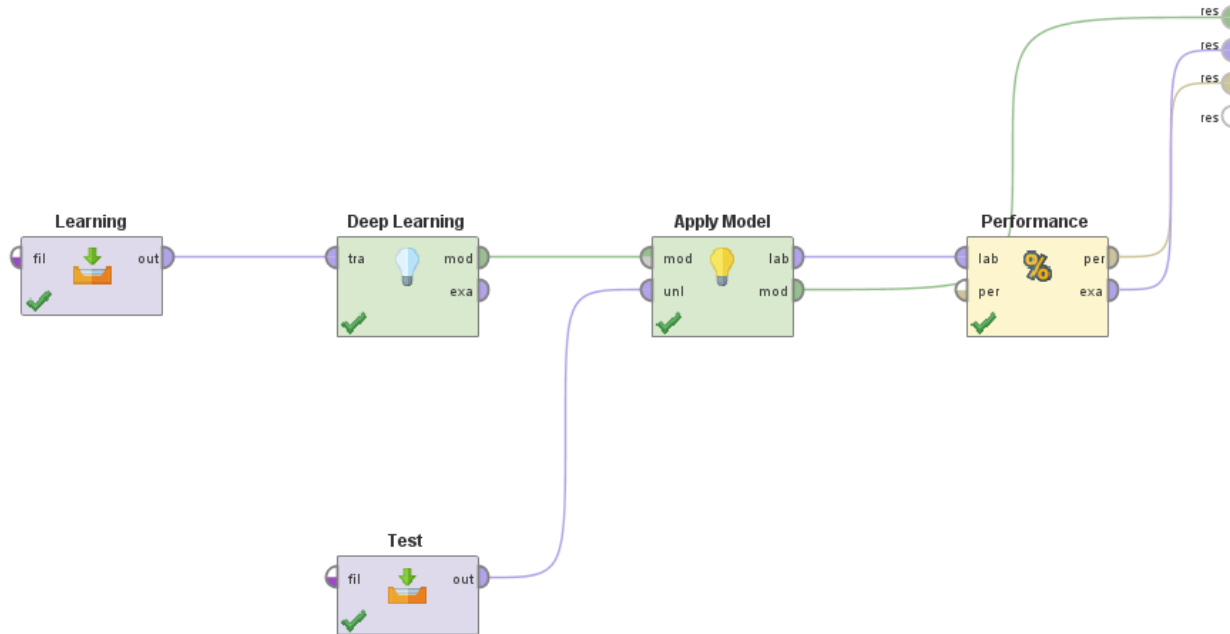 res
res
res
res
Learning
fil
out
Deep Learning
tra
mod
exa
Apply Model
mod
lab
unl
mod
Performance
%
lab
per
per
exa
Test
fil
out